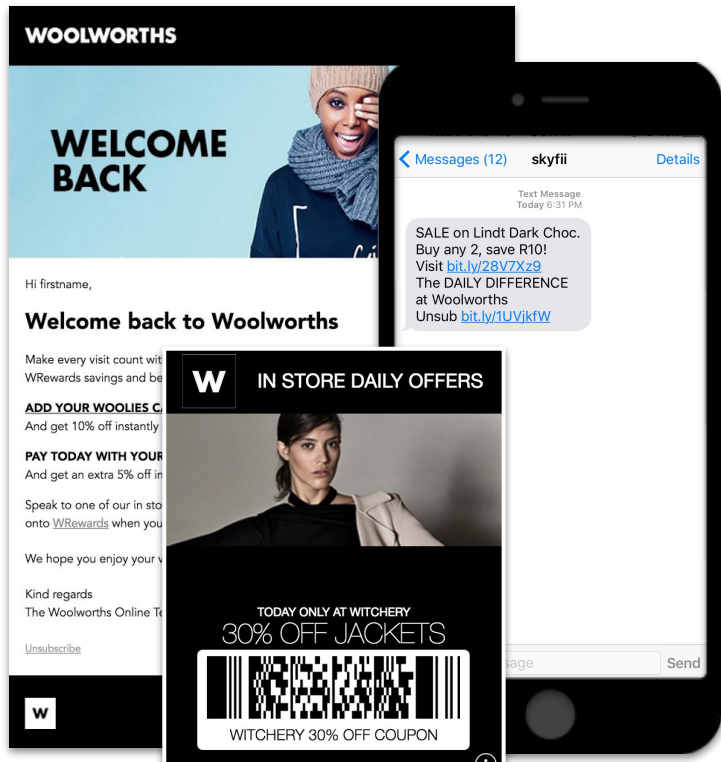 WOOLWORTHS
WELCOME
BACK
Hi firstname,
Welcome back to Woolworths
Make every visit count wit
WRewards savings and be
ADD YOUR WOOLIES
And get 10% off instantly
PAY TODAY WITH YOUR
And get an extra 5% off in
Speak to one of our in sto
onto WRewards when you
We hope you enjoy your
Kind regards
The Woolworths Online Te
Unsubscribe
W
Messages (12)
skyfii
Details
Text Message
Today 6:31 PM
SALE on Lindt Dark Choc.
Buy any 2, save R10!
Visit bit.ly/28V7Xz9
The DAILY DIFFERENCE
at Woolworths
Unsub bit.ly/1UVjkfW
sage
Send
W
IN STORE DAILY OFFERS
TODAY ONLY AT WITCHERY
30% OFF JACKETS
WITCHERY 30% OFF COUPON